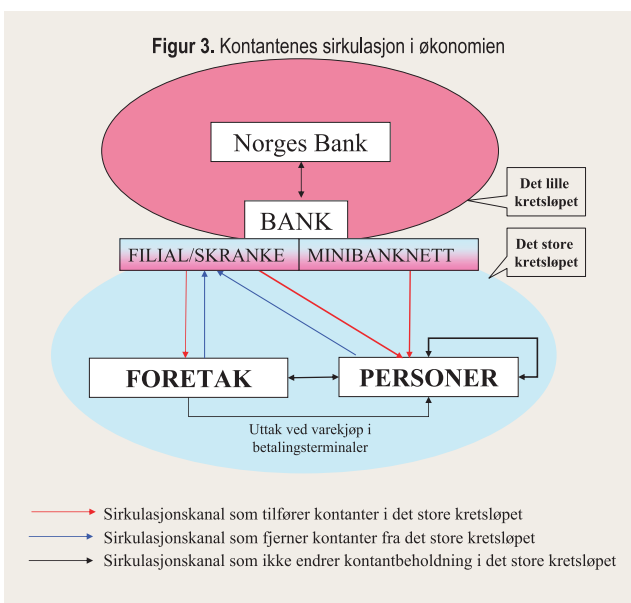 Figur 3. Kontantenes sirkulasjon i økonomien
Norges Bank
Det lille
kretsløpet
BANK
FILIAL/SKRANKE
MINIBANKNETT
Det store
kretsløpet
FORETAK
PERSONER
Uttak ved varekjøp i
betalingsterminaler
Sirkulasjonskanal som tilfører kontanter i det store kretsløpet
Sirkulasjonskanal som fjerner kontanter fra det store kretsløpet
Sirkulasjonskanal som ikke endrer kontantbeholdning i det store kretsløpet